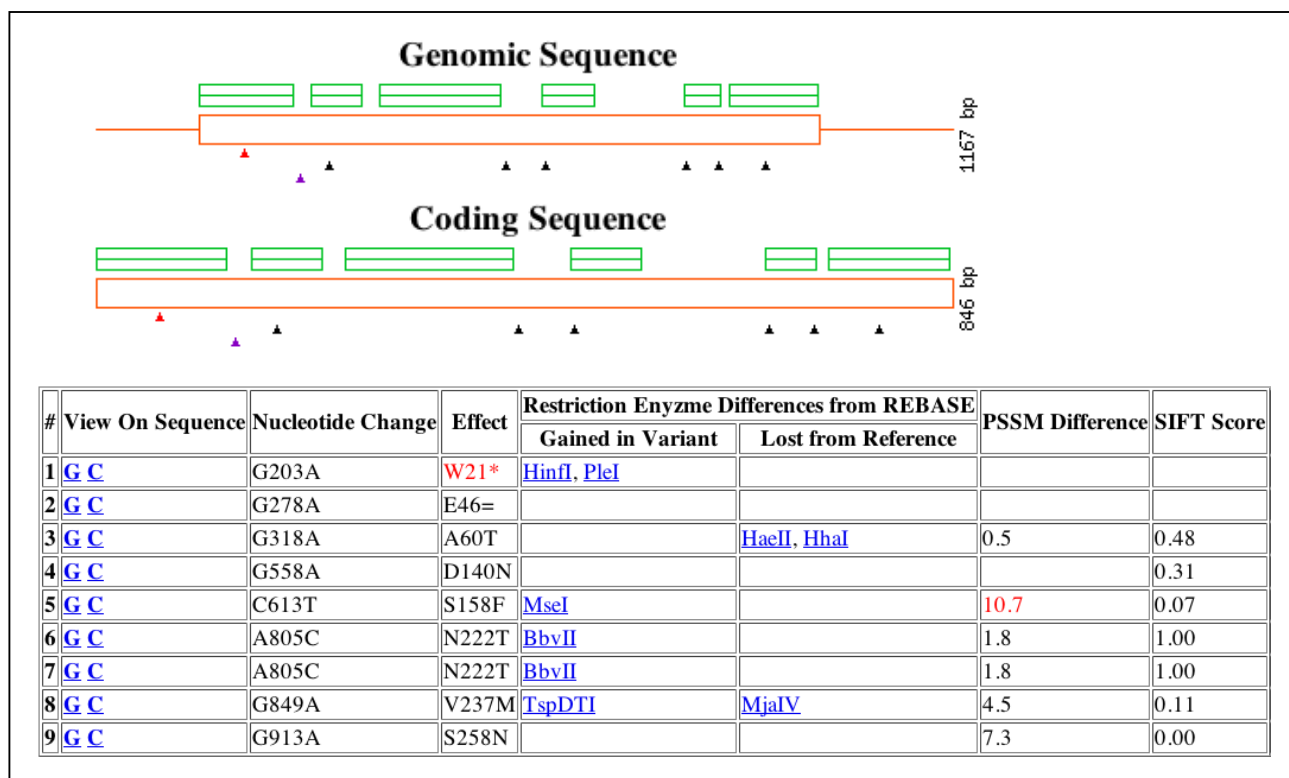 Genomic Sequence
1167 bp
Coding Sequence
846 bp
# View On Sequence Nucleotide Change Effect Restriction Enyzme Differences from REBASE PSSM Difference SIFT Score
Gained in Variant Lost from Reference
1 G C G203A W21* HinfI, PleI
2 G C G278A E46=
3 G C G318A A60T HaeII, HhaI 0.5 0.48
4 G C G558A D140N 0.31
5 G C C613T S158F MseI 10.7 0.07
6 G C A805C N222T BbvII 1.8 1.00
7 G C A805C N222T BbvII 1.8 1.00
8 G C G849A V237M TspDTI MjaIV 4.5 0.11
9 G C G913A S258N 7.3 0.00